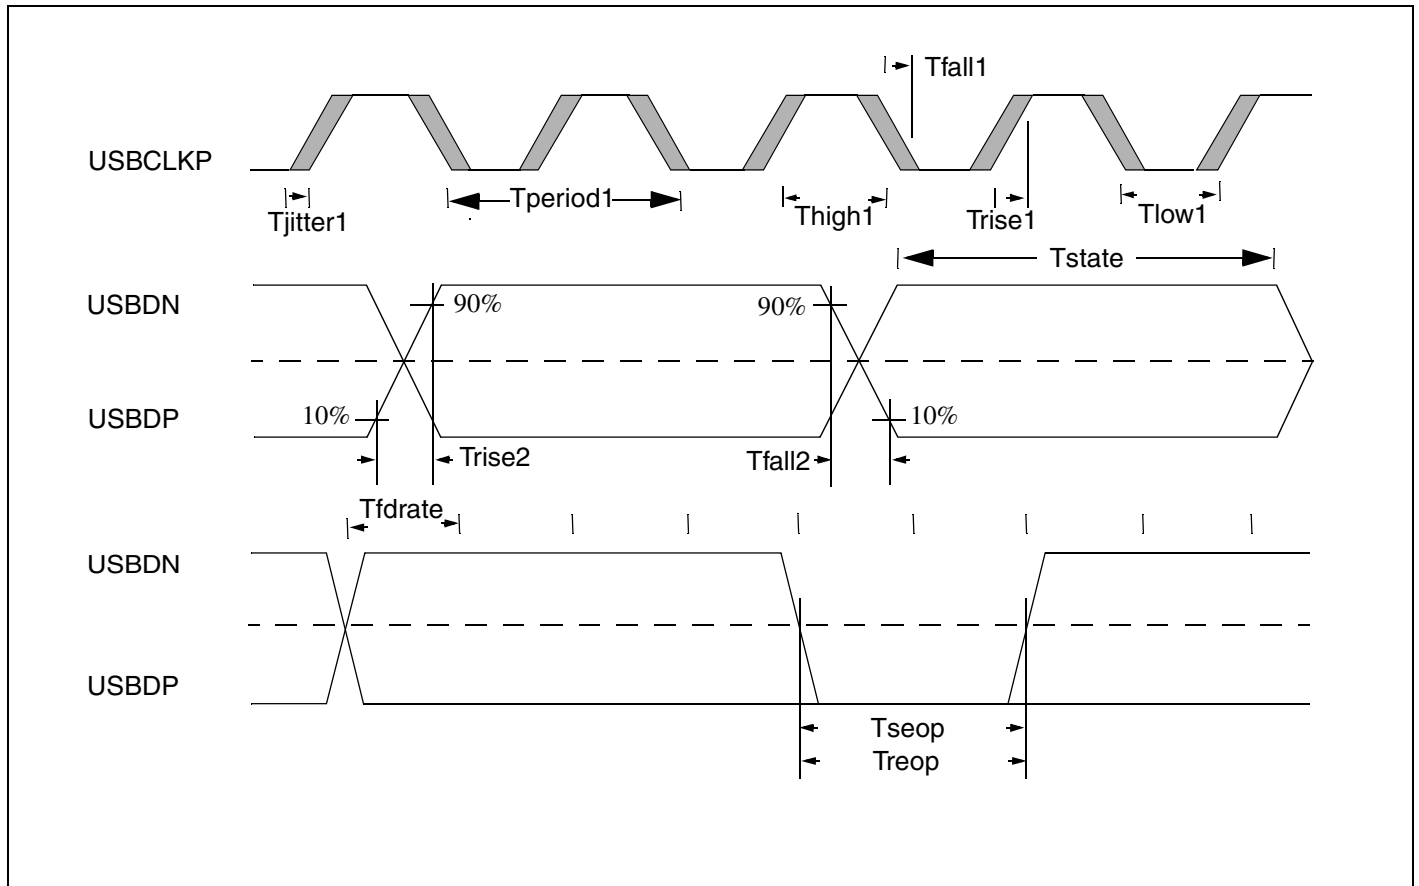 Tfall1
USBCLKP
Tperiod1
Tjitter1
Thigh1
Trise1
Tlow1
Tstate
USBDN
90%
90%
USBDP
10%
10%
Trise2
Tfall2
Tfdrate
USBDN
USBDP
Tseop
Treop